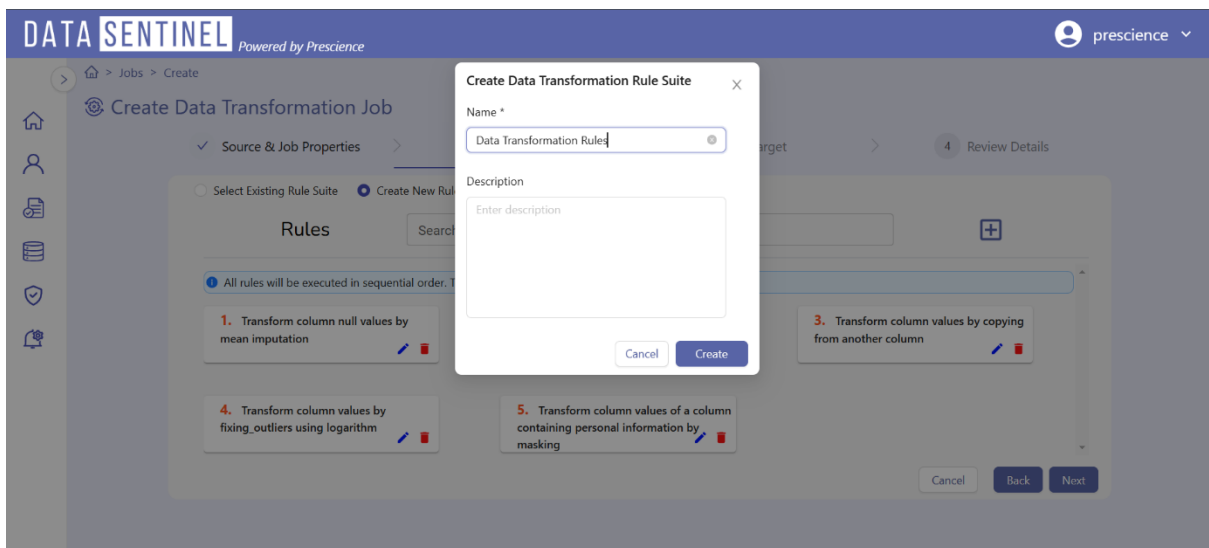 DATA SENTINEL Powered by Prescience
prescience
> Jobs > Create
Create Data Transformation Job
Create Data Transformation Rule Suite
Name *
Data Transformation Rules
Description
Enter description
Cancel Create
Source & Job Properties
arget
4 Review Details
Select Existing Rule Suite Create New Rul
Rules
Search
All rules will be executed in sequential order. T
1. Transform column null values by
mean imputation
3. Transform column values by copying
from another column
4. Transform column values by
fixing_outliers using logarithm
5. Transform column values of a column
containing personal information by
masking
Cancel Back Next